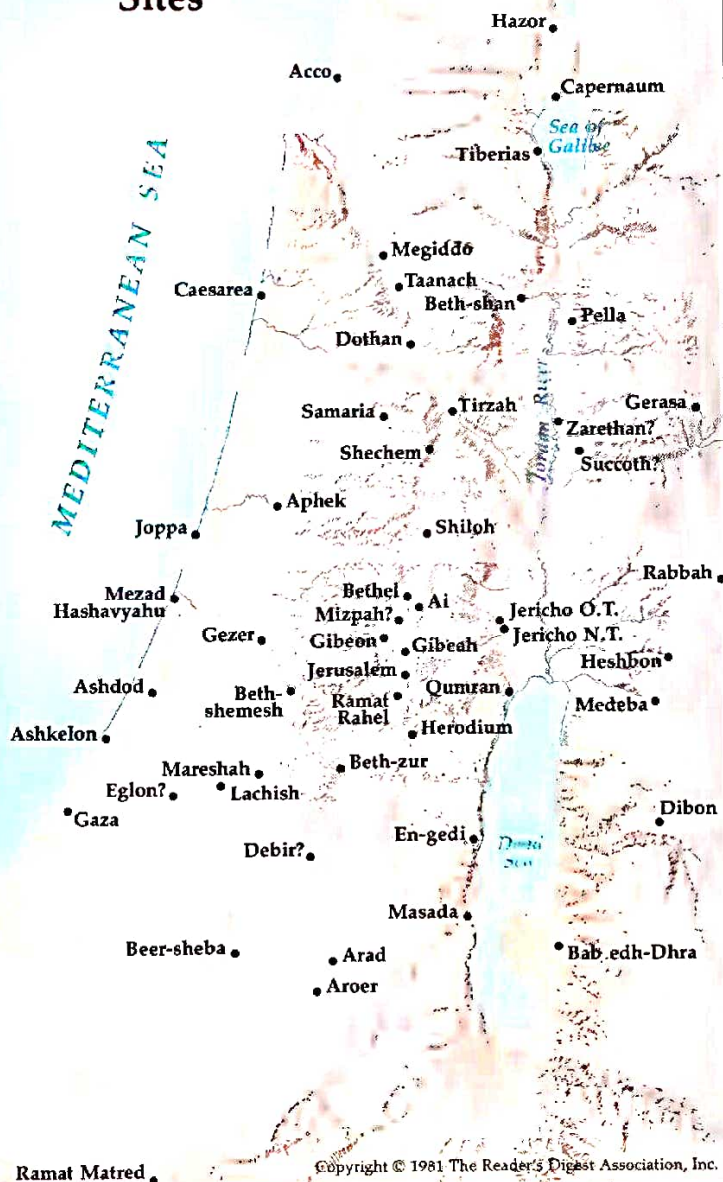 Sites
Hazor
Acco
Capernaum
Sea of
Galilee
Tiberias
MEDITERRANEAN SEA
Megiddo
Taanach
Caesarea
Beth-shan
Pella
Dothan
Jordan River
Samaria
Tirzah
Gerasa
Zarethan?
Shechem
Succoth?
Aphek
Joppa
Shiloh
Rabbah
Mezad
Hashavyahu
Bethel
Ai
Mizpah?
Jericho O.T.
Jericho N.T.
Gezer
Gibeon
Gibeah
Heshbon
Jerusalem
Ashdod
Beth-
shemesh
Ramat
Rahel
Qumran
Medeba
Ashkelon
Herodium
Mareshah
Beth-zur
Eglon?
Lachish
Gaza
Dibon
En-gedi
Dead
Sea
Debir?
Masada
Beer-sheba
Arad
Bab edh-Dhra
Aroer
Copyright © 1981 The Reader's Digest Association, Inc.
Ramat Matred